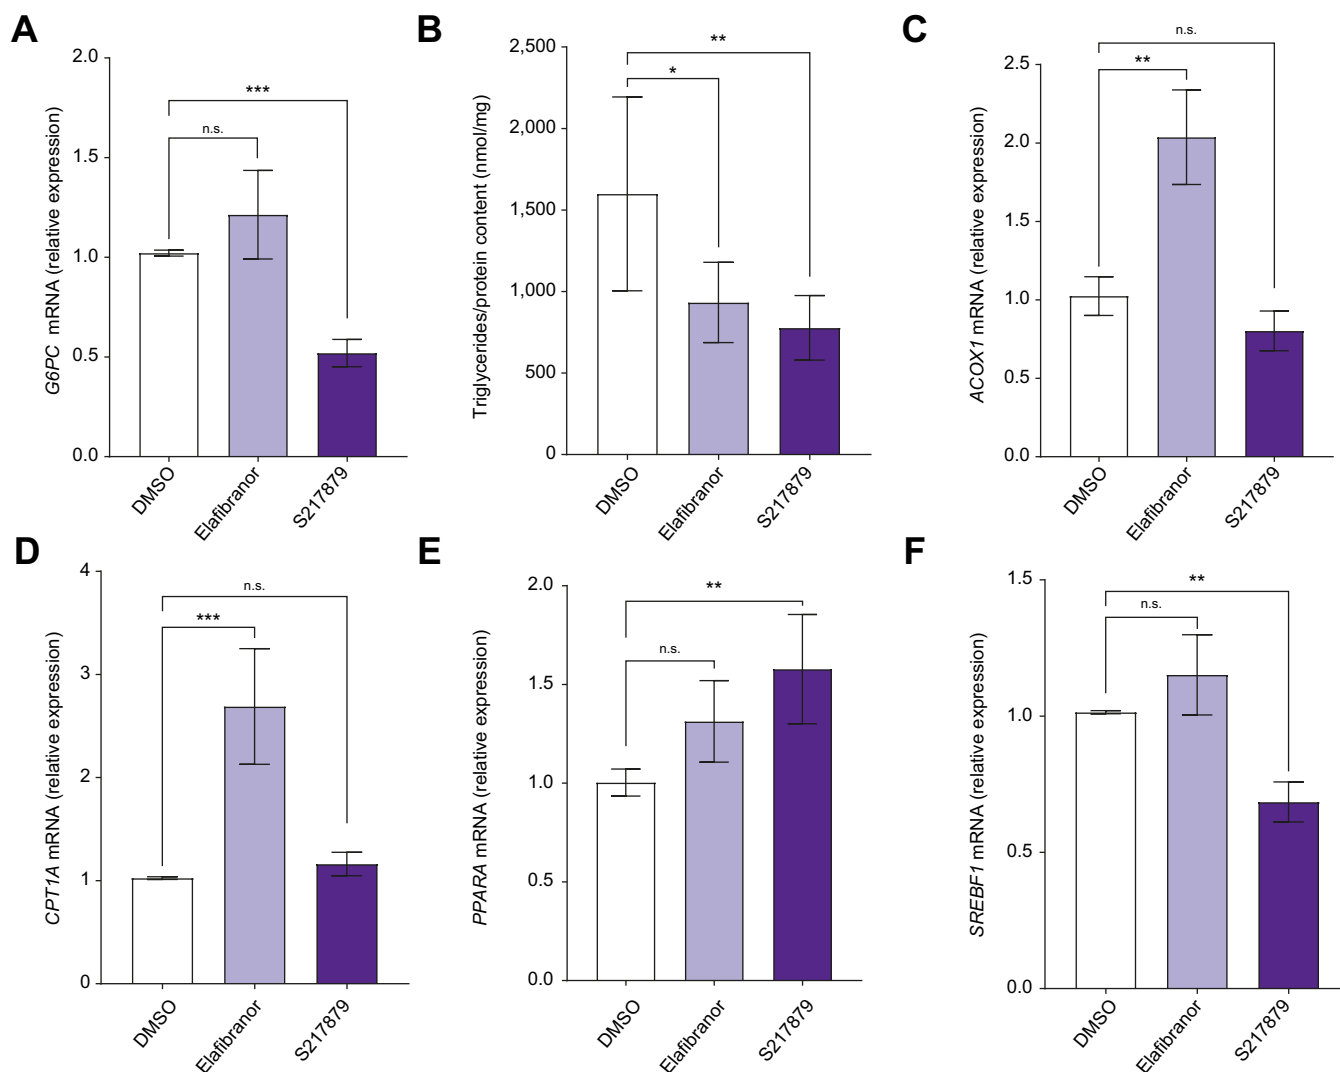 A
G6PC mRNA (relative expression)
2.0
1.5
1.0
0.5
0.0
***
n.s.
DMSO
Elafibranor
S217879
B
Triglycerides/protein content (nmol/mg)
2,500
2,000
1,500
1,000
500
0
**
*
DMSO
Elafibranor
S217879
C
ACOX1 mRNA (relative expression)
2.5
2.0
1.5
1.0
0.5
0.0
n.s.
**
DMSO
Elafibranor
S217879
D
CPT1A mRNA (relative expression)
4
3
2
1
0
n.s.
***
DMSO
Elafibranor
S217879
E
PPARA mRNA (relative expression)
2.0
1.5
1.0
0.5
0.0
**
n.s.
DMSO
Elafibranor
S217879
F
SREBF1 mRNA (relative expression)
1.5
1.0
0.5
0.0
**
n.s.
DMSO
Elafibranor
S217879